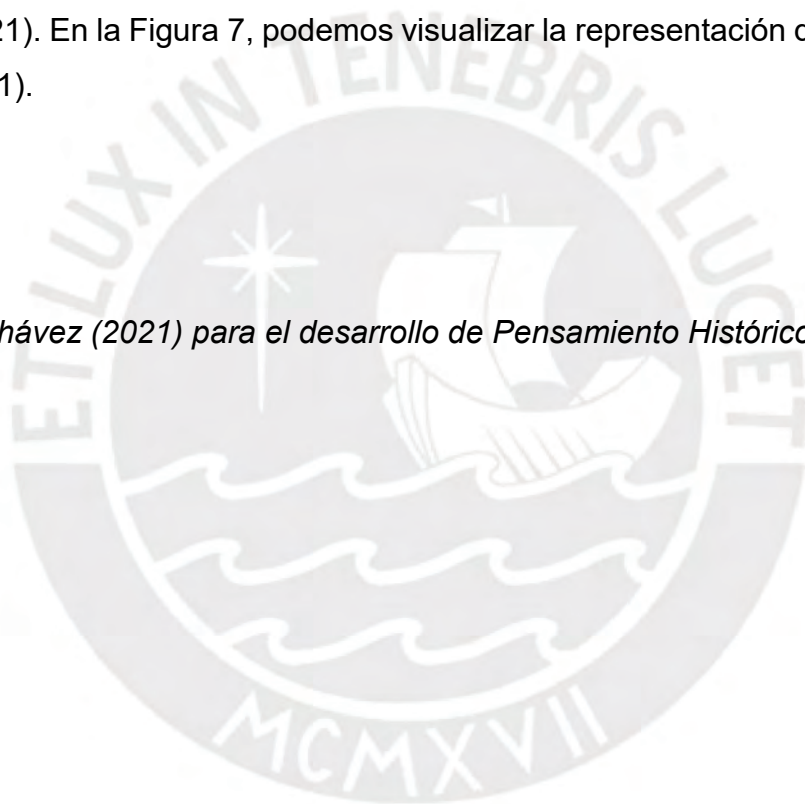 21). En la Figura 7, podemos visualizar la representación d
1).
hávez (2021) para el desarrollo de Pensamiento Histórico
ET LUX IN TENEBRIS LUCET
MCMXVII